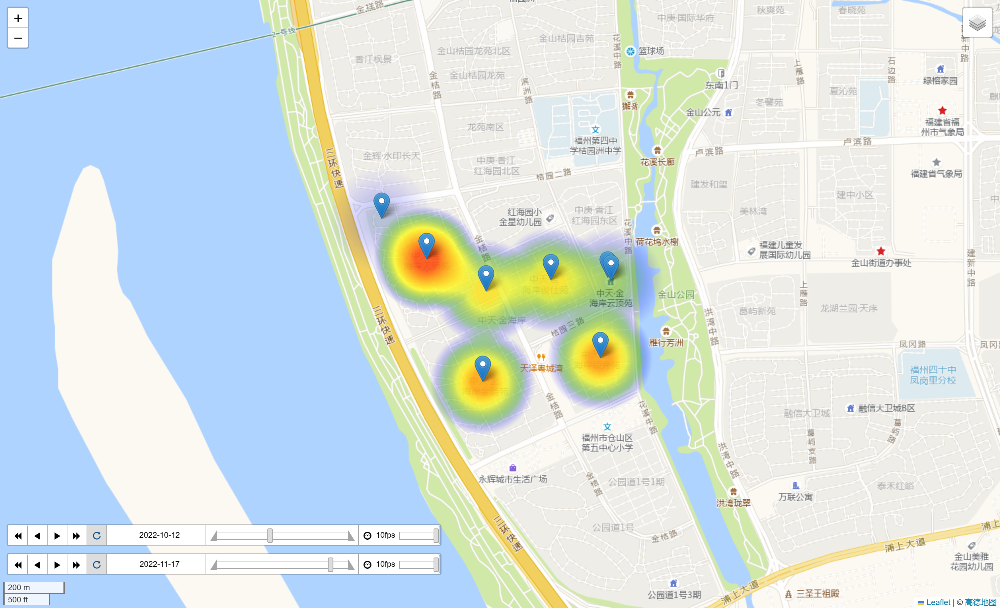 +
−
金祥路
2号线
中庚·国际华府
秋爽苑
春晓苑
金山桔园吉苑
金山桔园龙苑北区
香江枫景
金山桔园龙苑
金桔路
滨洲路
花溪中路
篮球场
东南1门
上雁路
石边路
建新中路
绿榕家园
夏沁苑
冬馨苑
獬豸
金山公元
福建省福
州市气象局
龙苑南区
福州第四中
学桔园洲中学
卢滨路
卢滨路
花溪长廊
福建省气象局
金辉·水印长天
中庚·香江
红海园北区
三环快速
桔园二路
建发和玺
建中小区
红海园小
金星幼儿园
中庚·香江
红海园东区
美林湾
花溪中路
荷花坞水榭
福建儿童发
展国际幼儿园
金山街道办事处
建新中路
金桔路
海岸天骄苑
中天·金
海岸俊仕苑
中天·金
海岸云顶苑
金山公园
上雁路
葛屿新苑
龙湖兰园·天序
中天·金海岸
桔园三路
三环快速
洪湾中路
雁行芳洲
凤冈路
天泽粤城湾
海岸领秀苑
福州四十中
凤岗里分校
中天·金
海岸金爵苑
金桔路
花溪中路
融信大卫城
融信大卫城B区
福州市仓山区
第五中心小学
葛屿支路
葛岱路
洪湾中路
永辉城市生活广场
公园道1号1期
金桔路
泰禾红峪
万联公寓
洪湾珑翠
三环快速
公园道1号
金桔路
浦上大道
2022-10-12
10fps
金山美雅
花园幼儿园
2022-11-17
10fps
200 m
500 ft
公园道1号3期
浦上大道
三圣王祖殿
Leaflet | © 高德地图